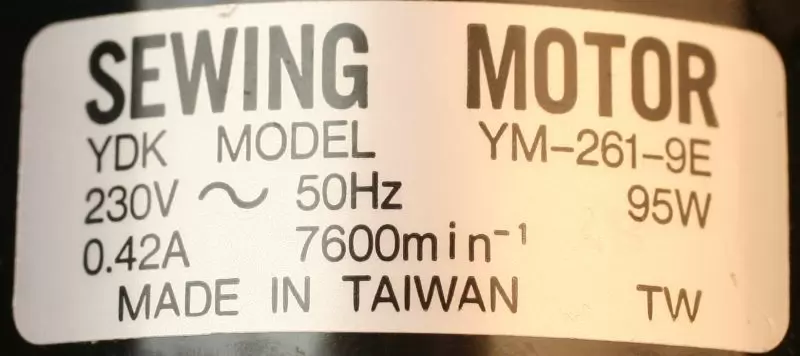 SEWING MOTOR
YDK MODEL YM-261-9E
230V ~ 50Hz 95W
0.42A 7600min⁻¹
MADE IN TAIWAN TW